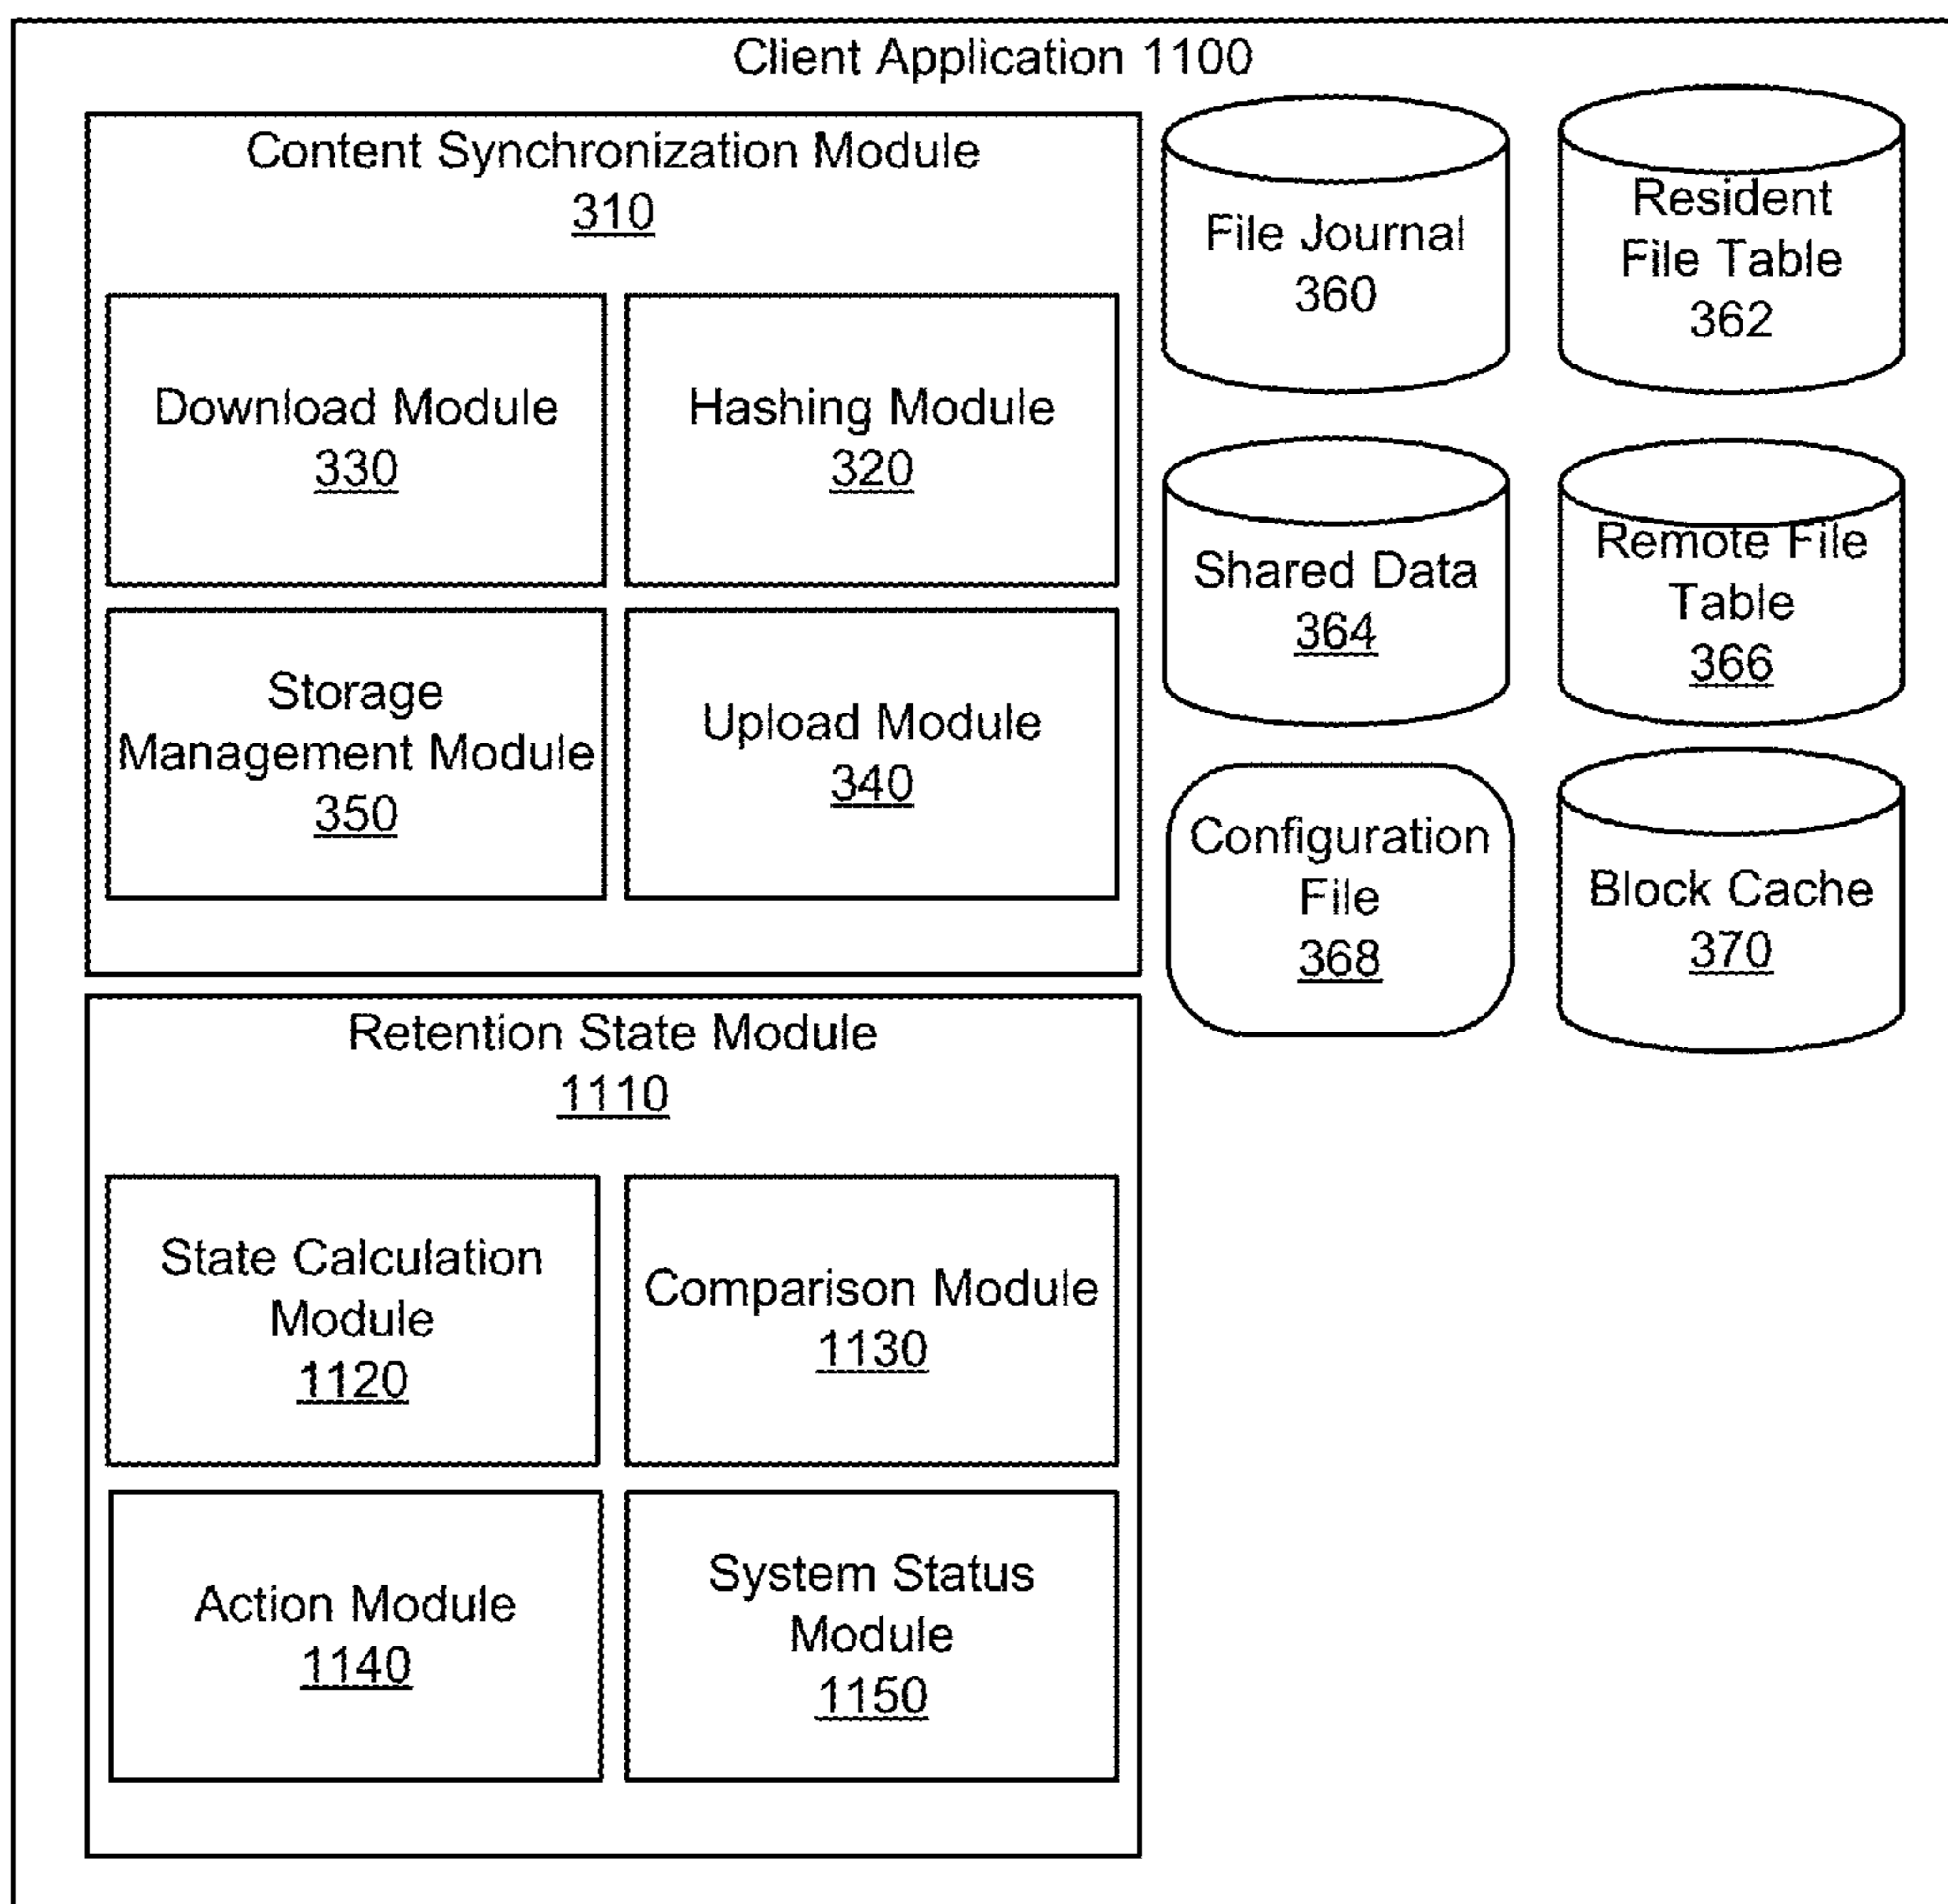 Client Application 1100
Content Synchronization Module
310
Download Module
330
Hashing Module
320
Storage
Management Module
350
Upload Module
340
File Journal
360
Resident
File Table
362
Shared Data
364
Remote File
Table
366
Configuration
File
368
Block Cache
370
Retention State Module
1110
State Calculation
Module
1120
Comparison Module
1130
Action Module
1140
System Status
Module
1150